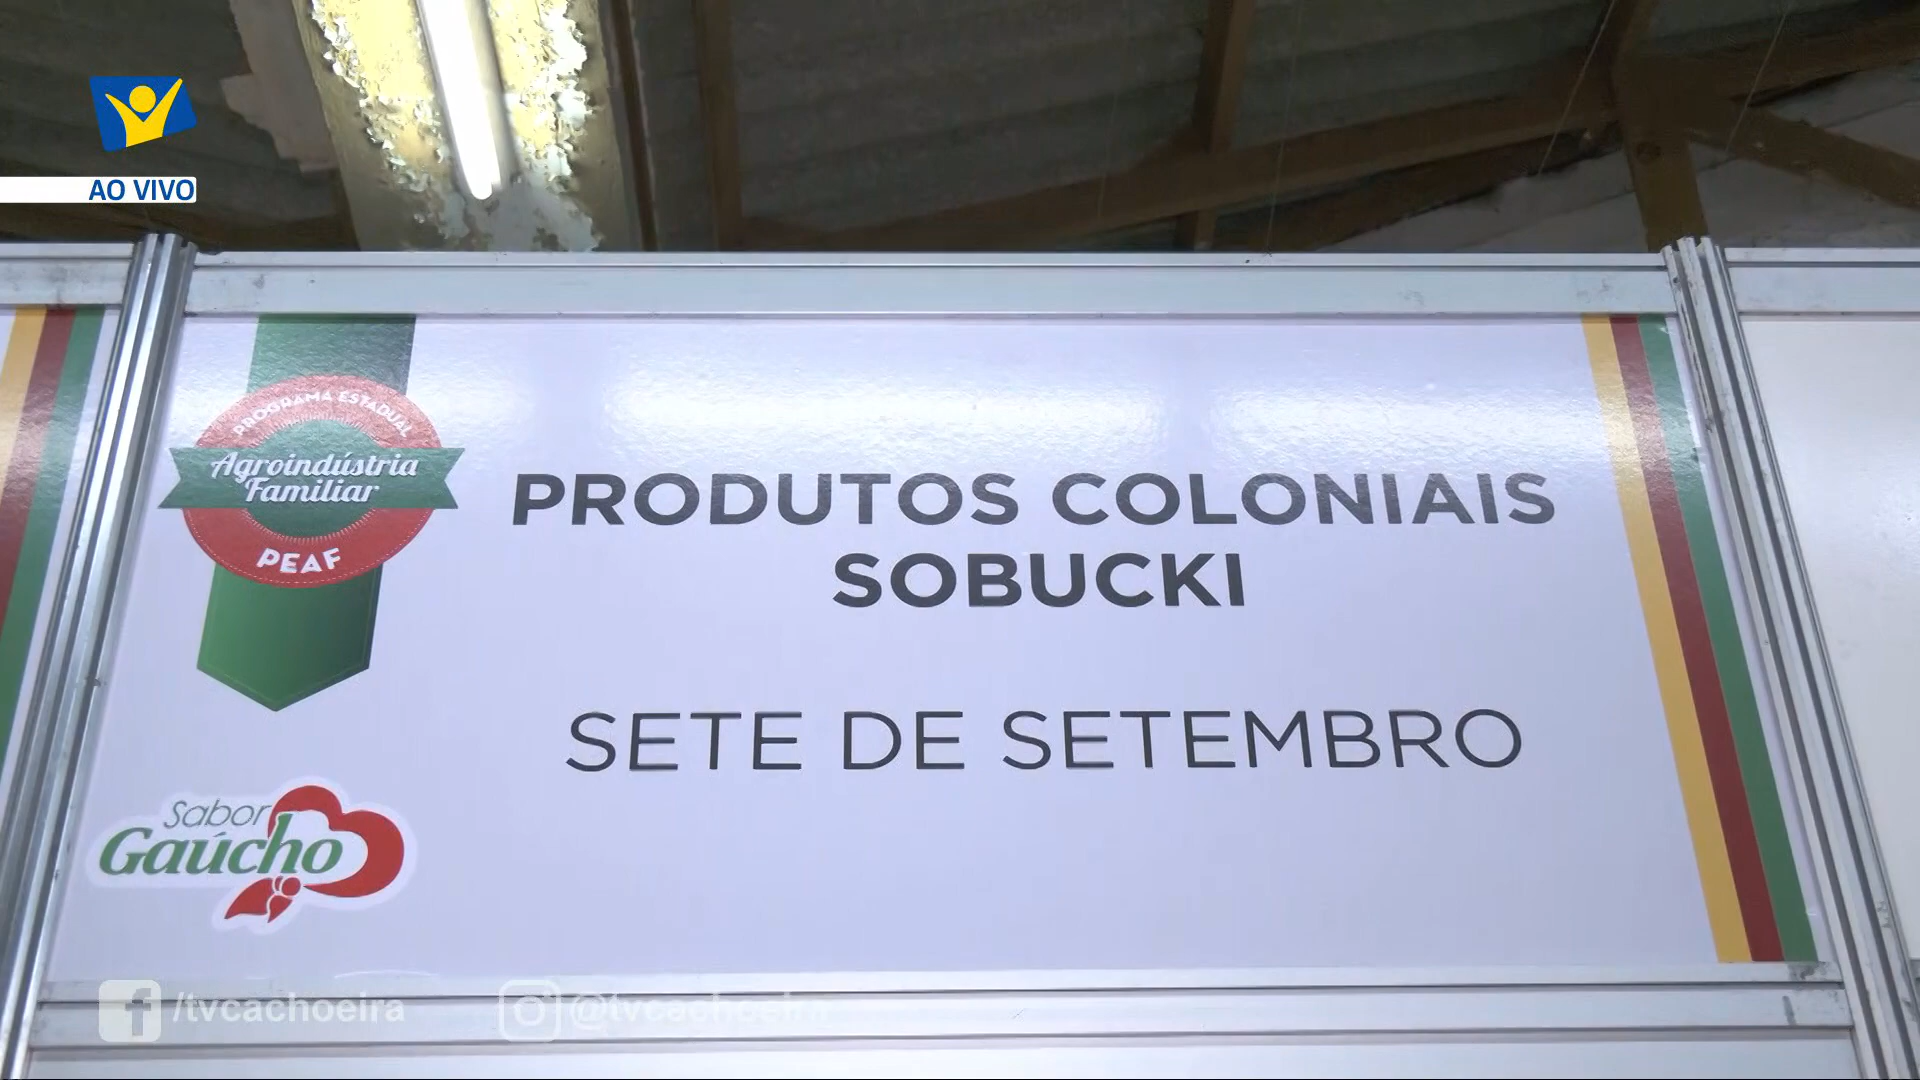 AO VIVO
PROGRAMA ESTADUAL
Agroindústria
Familiar
PEAF
PRODUTOS COLONIAIS
SOBUCKI
SETE DE SETEMBRO
Sabor
Gaúcho
/tvcachoeira
@tvcachoeira